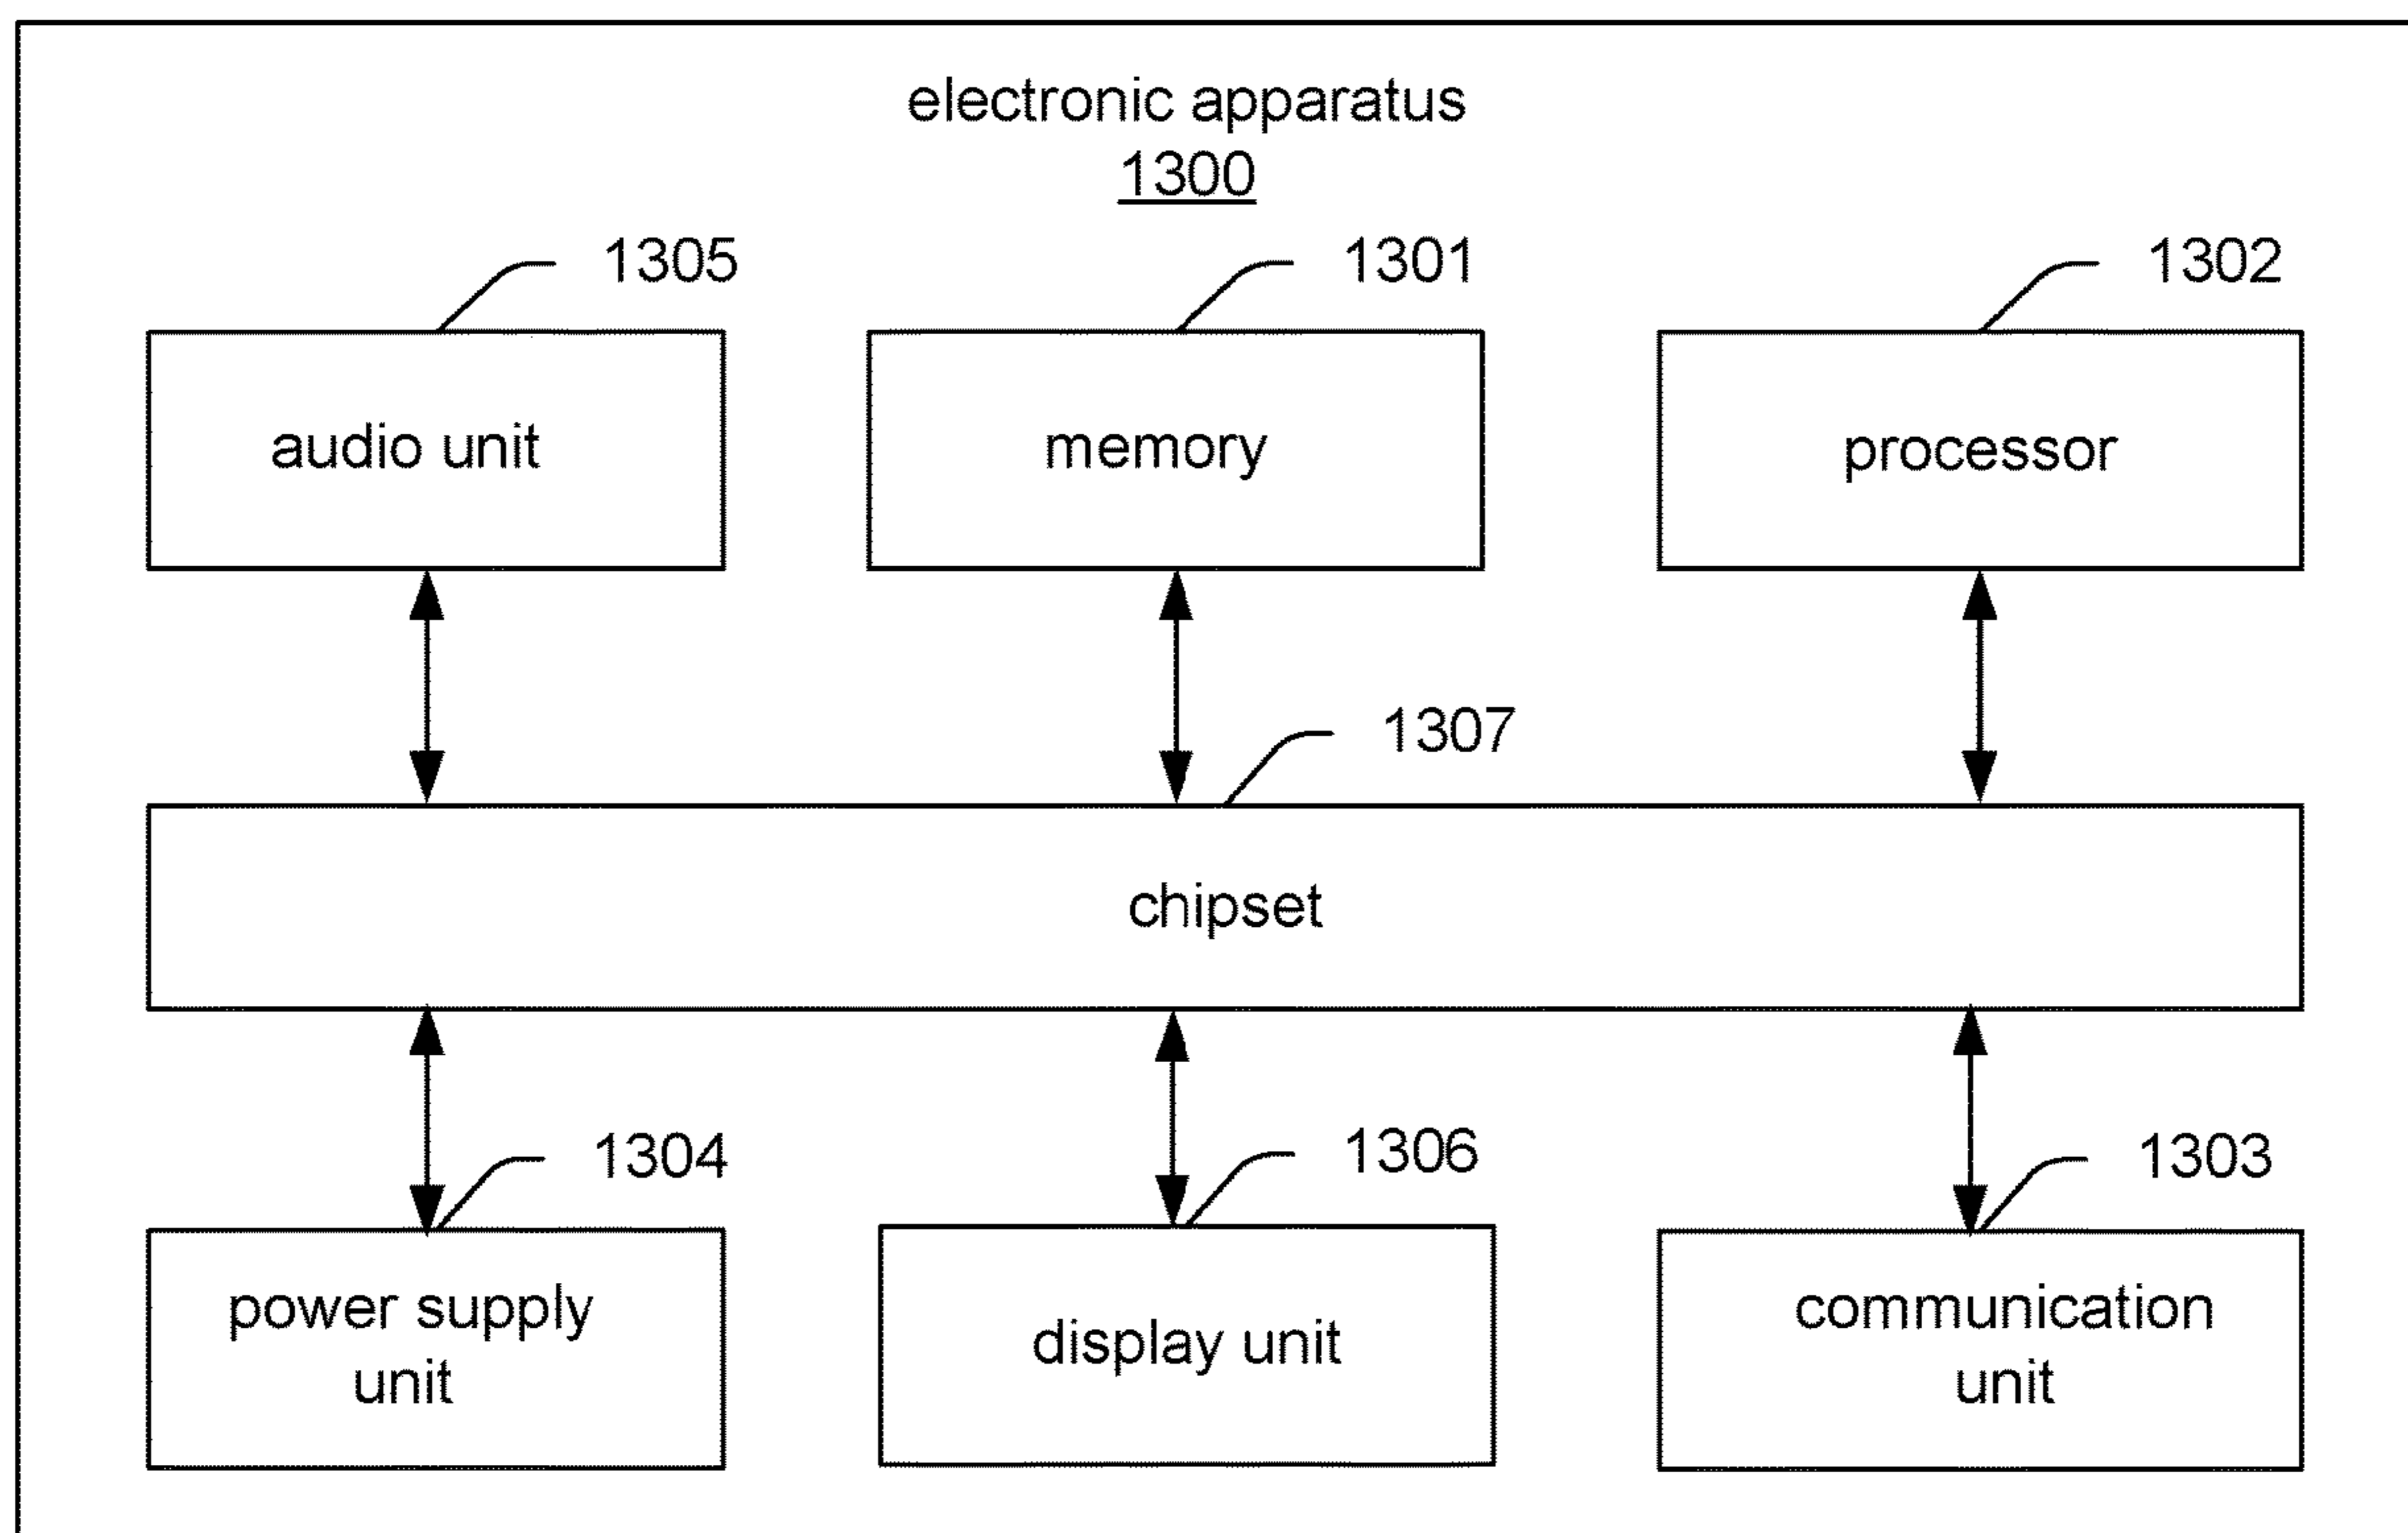 electronic apparatus
1300
1305
1301
1302
audio unit
memory
processor
1307
chipset
1304
1306
1303
power supply
unit
display unit
communication
unit